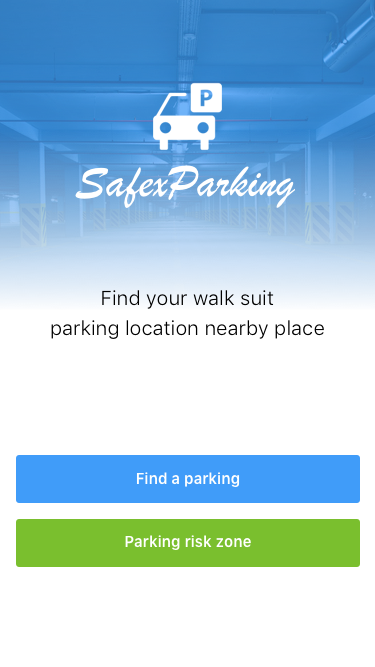 P
SafexParking
Find your walk suit
parking location nearby place
Find a parking
Parking risk zone